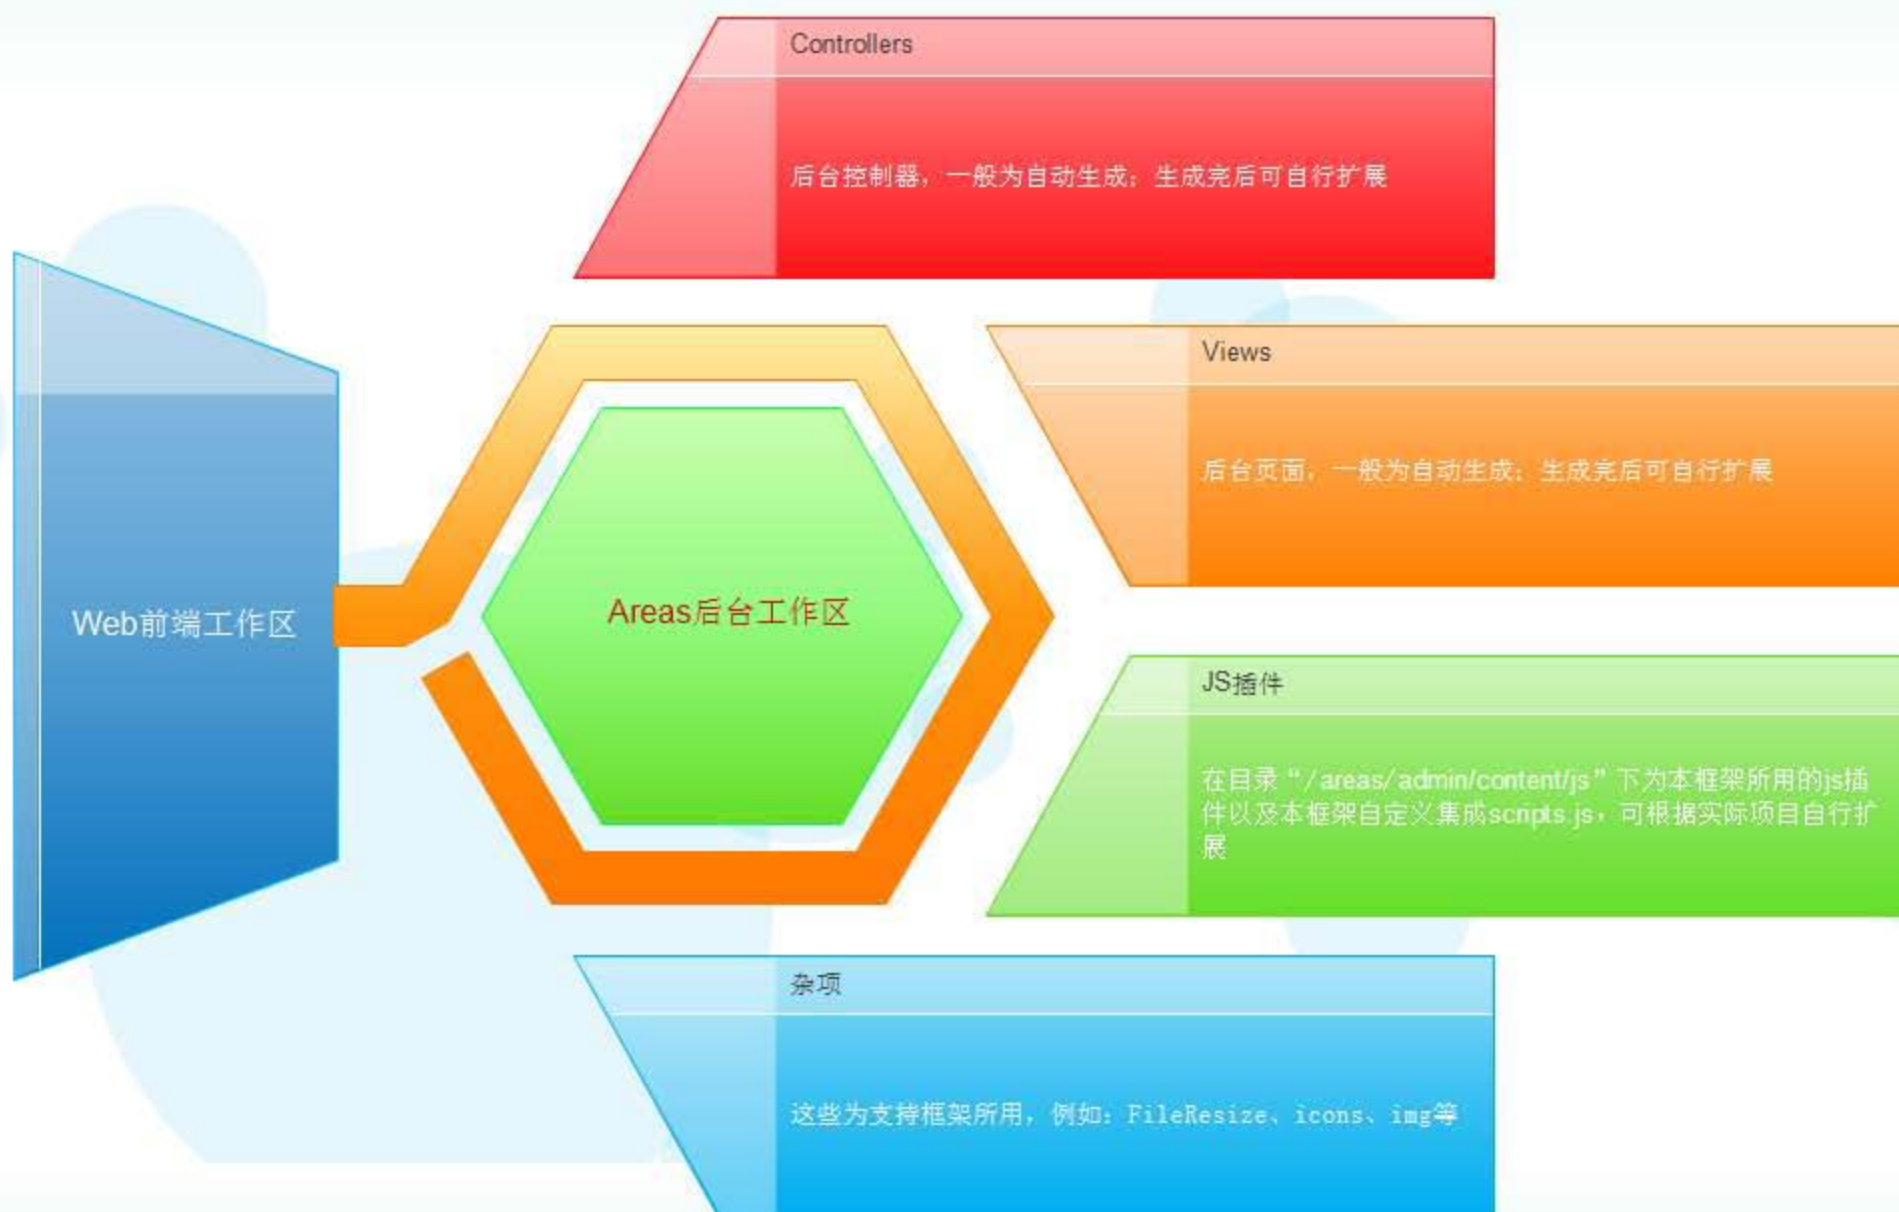 Controllers
后台控制器，一般为自动生成；生成完后可自行扩展
Views
后台页面，一般为自动生成；生成完后可自行扩展
Web前端工作区
Areas后台工作区
JS插件
在目录“/areas/admin/content/js”下为本框架所用的js插
件以及本框架自定义集成scripts.js，可根据实际项目自行扩
展
杂项
这些为支持框架所用，例如：FileResize、icons、img等